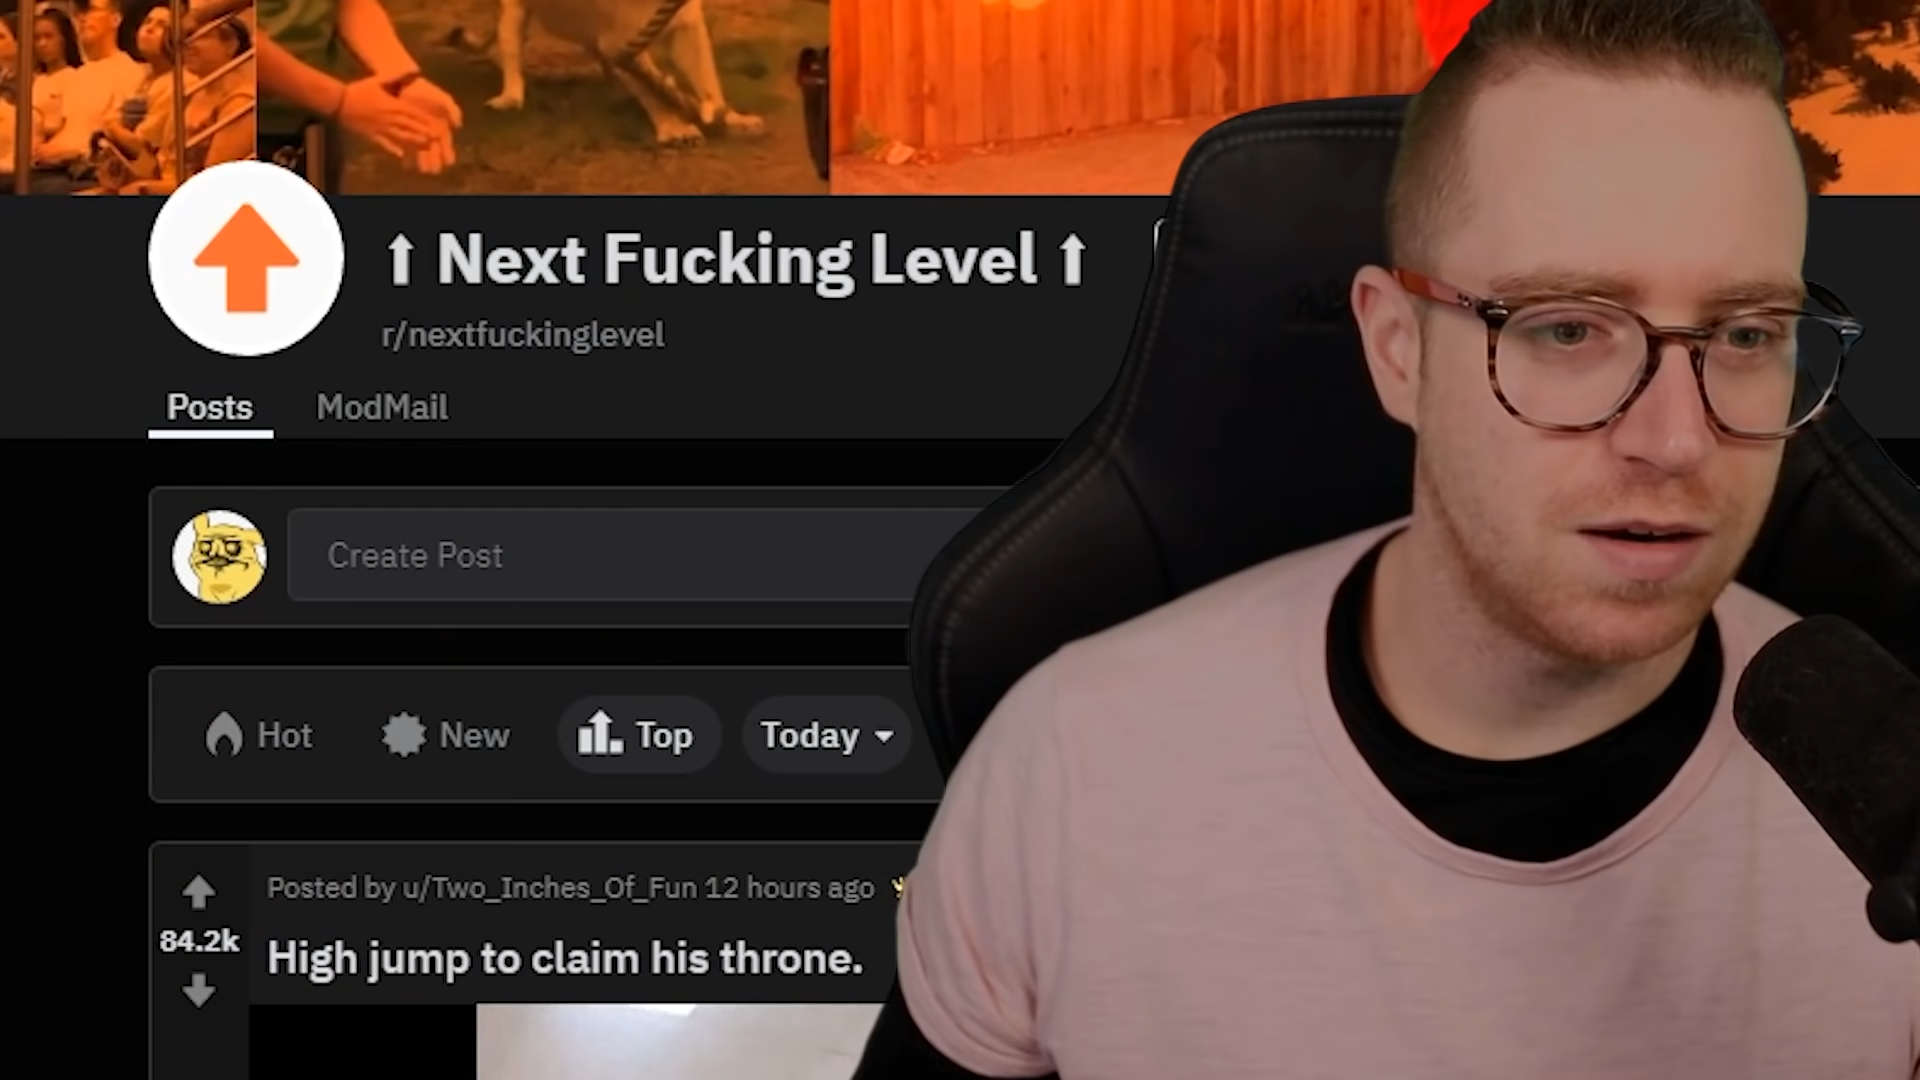 ⬆ Next Fucking Level ⬆
r/nextfuckinglevel
Posts ModMail
Create Post
Hot New Top Today
Posted by u/Two_Inches_Of_Fun 12 hours ago
84.2k
High jump to claim his throne.